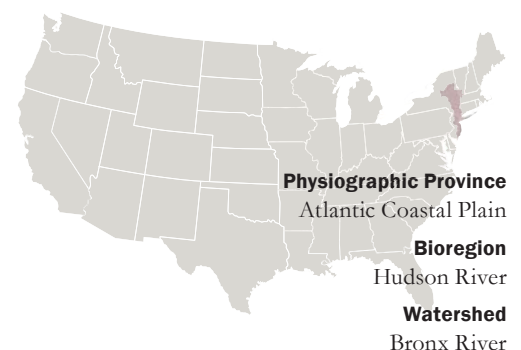 Physiographic Province
Atlantic Coastal Plain
Bioregion
Hudson River
Watershed
Bronx River